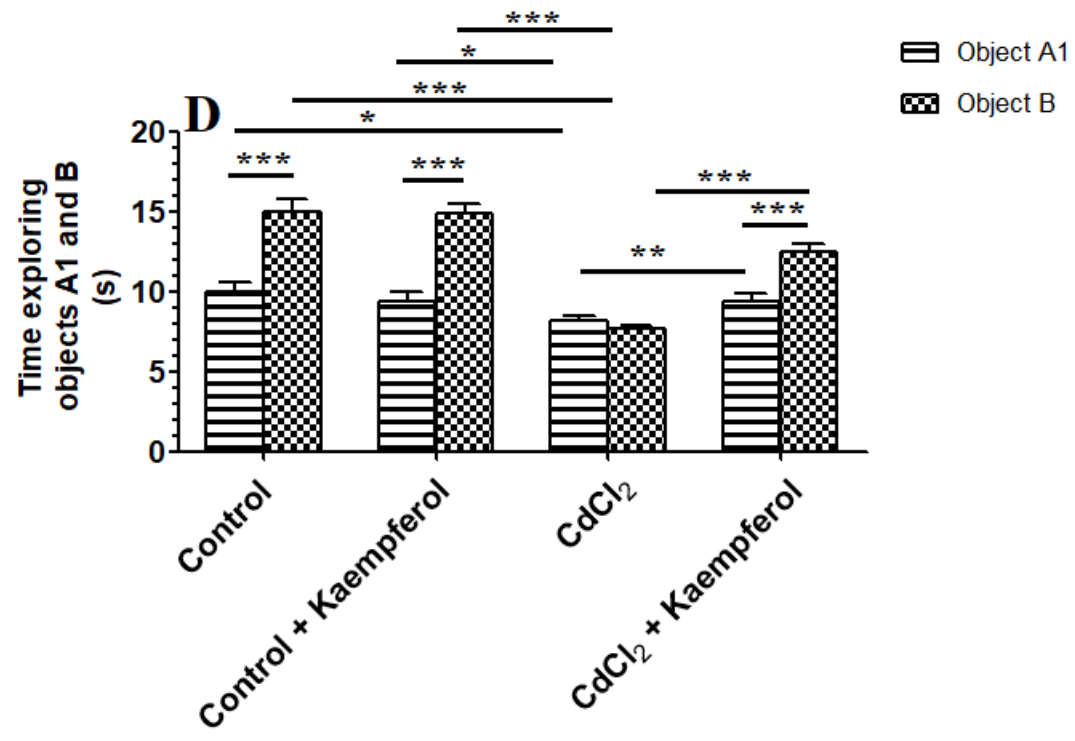 ***
*
***
*
D
Object A1
Object B
Time exploring
objects A1 and B
(s)
20
15
10
5
0
***
***
***
***
**
Control
Control + Kaempferol
CdCl₂
CdCl₂ + Kaempferol